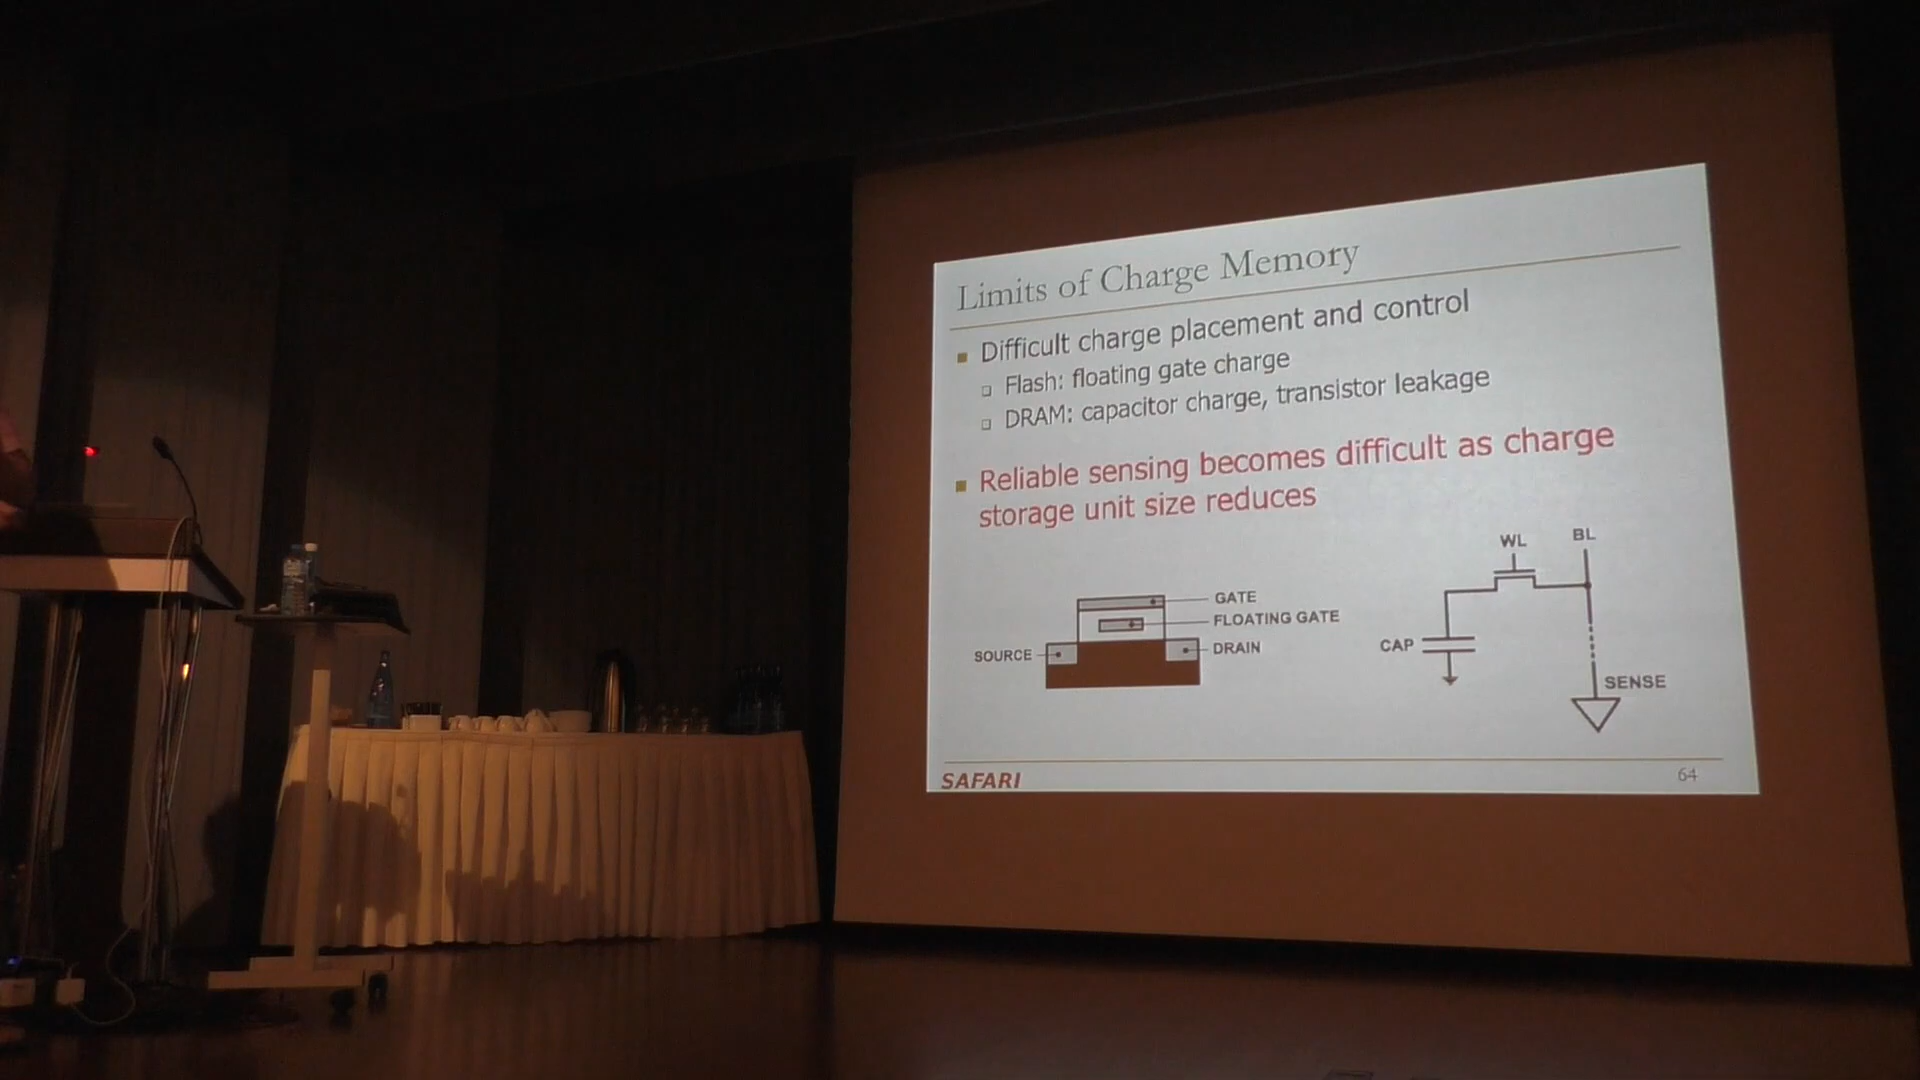 Limits of Charge Memory
Difficult charge placement and control
Flash: floating gate charge
DRAM: capacitor charge, transistor leakage
Reliable sensing becomes difficult as charge
storage unit size reduces
GATE
FLOATING GATE
SOURCE
DRAIN
WL
BL
CAP
SENSE
SAFARI
64